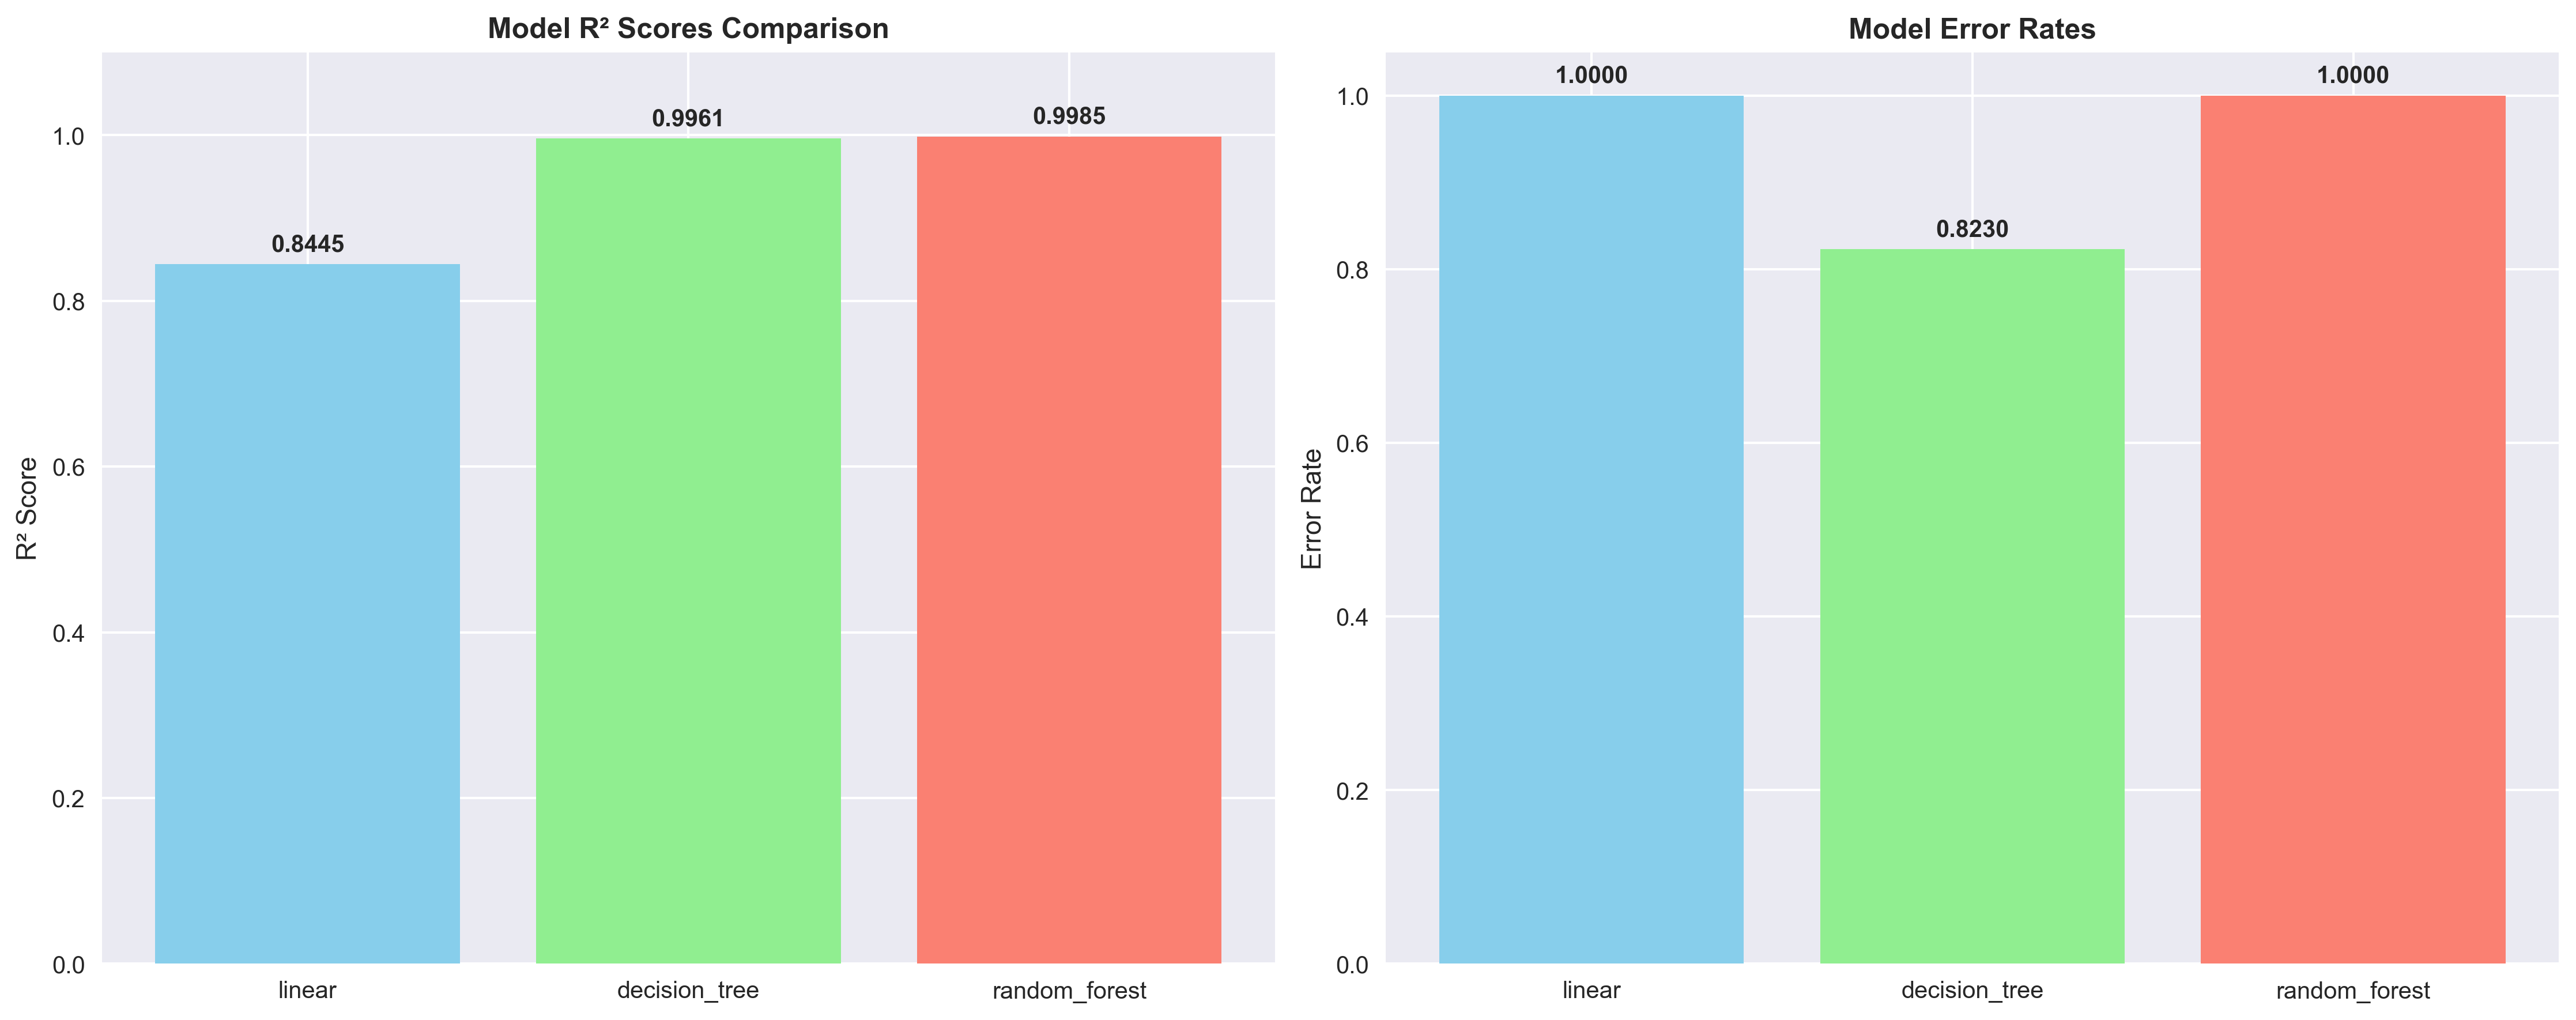 Model R² Scores Comparison
R² Score
1.0
0.8
0.6
0.4
0.2
0.0
0.8445
0.9961
0.9985
linear
decision_tree
random_forest
Model Error Rates
Error Rate
1.0
0.8
0.6
0.4
0.2
0.0
1.0000
0.8230
1.0000
linear
decision_tree
random_forest